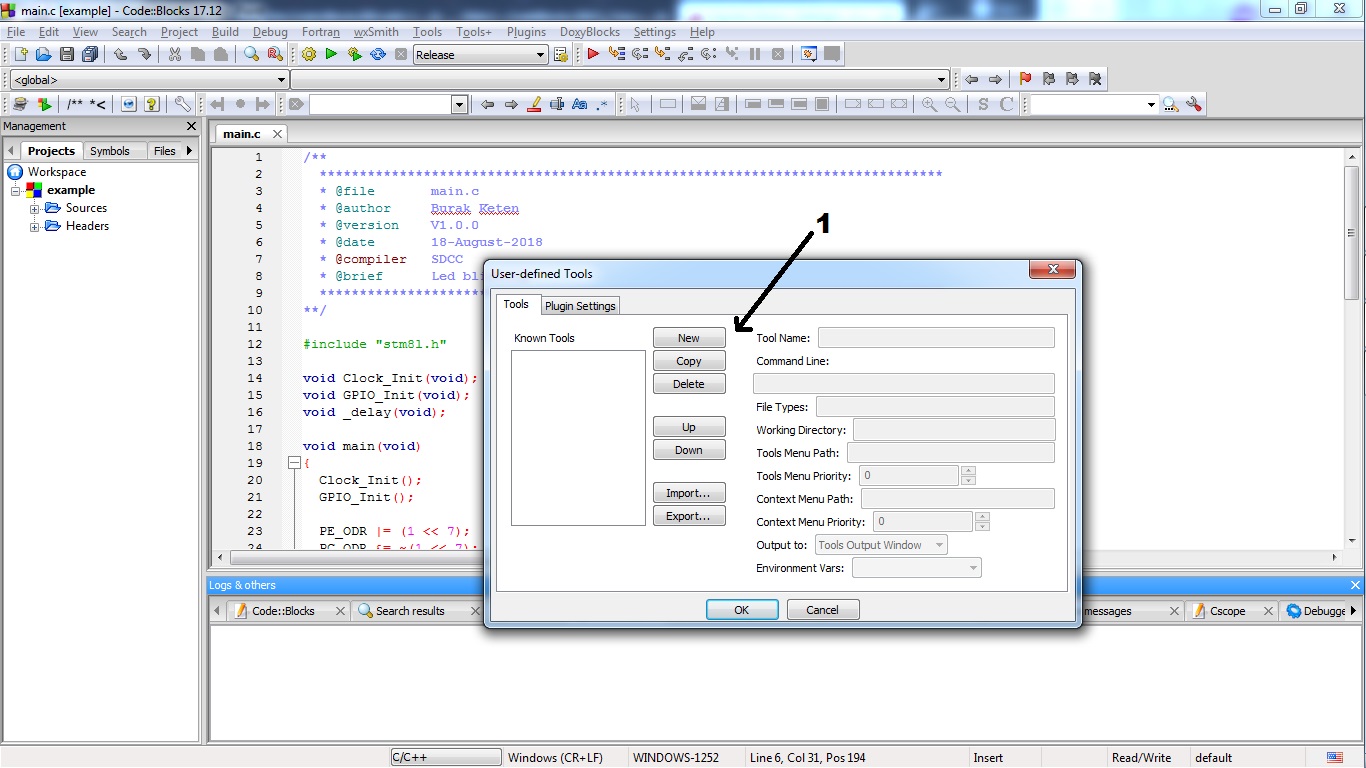 main.c [example] - Code::Blocks 17.12
File Edit View Search Project Build Debug Fortran wxSmith Tools Tools+ Plugins DoxyBlocks Settings Help
Release
<global>
/** *<
Aa .*
S C
Management
Projects Symbols Files
Workspace
example
Sources
Headers
main.c
1 /**
2 ******************************************************************************
3 * @file main.c
4 * @author Burak Keten
5 * @version V1.0.0
6 * @date 18-August-2018
7 * @compiler SDCC
8 * @brief Led bl
9 *********************
10 **/
11
12 #include "stm8l.h"
13
14 void Clock_Init(void);
15 void GPIO_Init(void);
16 void _delay(void);
17
18 void main(void)
19 {
20 Clock_Init();
21 GPIO_Init();
22
23 PE_ODR |= (1 << 7);
24 PC_ODR &= ~(1 << 7);
1
User-defined Tools
Tools Plugin Settings
Known Tools
New
Copy
Delete
Up
Down
Import...
Export...
Tool Name:
Command Line:
File Types:
Working Directory:
Tools Menu Path:
Tools Menu Priority: 0
Context Menu Path:
Context Menu Priority: 0
Output to: Tools Output Window
Environment Vars:
OK Cancel
Logs & others
Code::Blocks Search results messages Cscope Debugge
C/C++ Windows (CR+LF) WINDOWS-1252 Line 6, Col 31, Pos 194 Insert Read/Write default